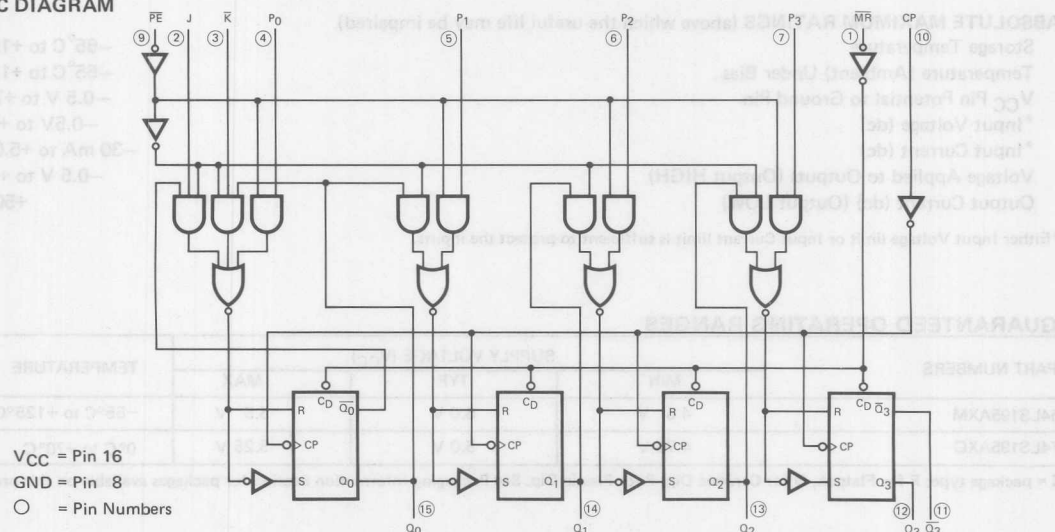 C DIAGRAM
PE J K P0 P1 P2 P3 MR CP
9 2 3 4 5 6 7 1 10
ABSOLUTE MAXIMUM RATINGS (above which the useful life may be impaired)
Storage Temperature
Temperature (Ambient) Under Bias
VCC Pin Potential to Ground Pin
*Input Voltage (dc)
*Input Current (dc)
Voltage Applied to Outputs (Output HIGH)
Output Current (dc) (Output LOW)
*Either Input Voltage limit or Input Current limit is sufficient to protect the inputs.
GUARANTEED OPERATING RANGES
PART NUMBERS
SUPPLY VOLTAGE
TEMPERATURE
MIN TYP MAX
5.0 V
CD Q0 CD CD CD Q3
R R R R
CP CP CP CP
S Q0 S Q1 S Q2 S Q3
VCC = Pin 16
GND = Pin 8
○ = Pin Numbers
15 14 13 12 11
Q0 Q1 Q2 Q3 Q3